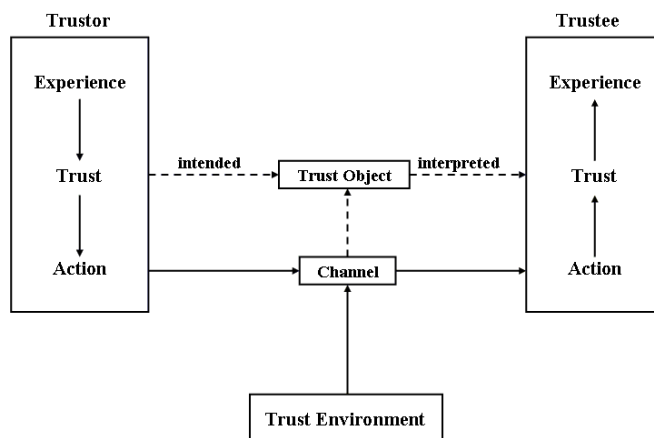 Trustor
Trustee
Experience
Experience
intended
interpreted
Trust
Trust Object
Trust
Action
Channel
Action
Trust Environment